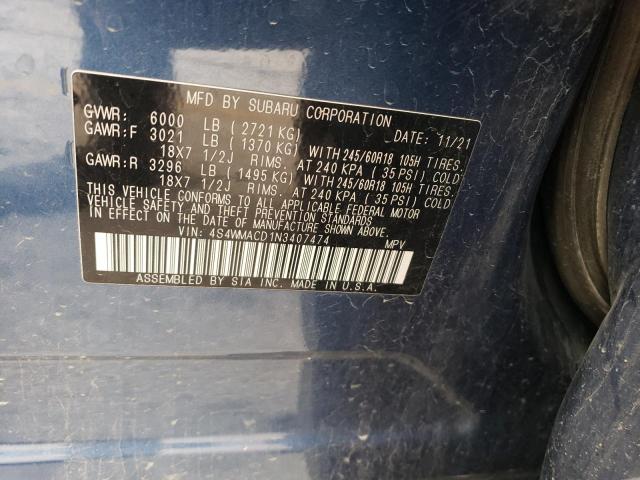 MFD BY SUBARU CORPORATION
GVWR: 6000 LB (2721 KG) DATE: 11/21
GAWR:F 3021 LB (1370 KG) WITH 245/60R18 105H TIRES,
18X7 1/2J RIMS. AT 240 KPA (35 PSI) COLD
GAWR:R 3296 LB (1495 KG) WITH 245/60R18 105H TIRES,
18X7 1/2J RIMS. AT 240 KPA (35 PSI) COLD
THIS VEHICLE CONFORMS TO ALL APPLICABLE FEDERAL MOTOR
VEHICLE SAFETY AND THEFT PREVENTION STANDARDS
IN EFFECT ON THE DATE OF MANUFACTURE SHOWN ABOVE.
VIN: 4S4WMACD1N3407474 MPV
ASSEMBLED BY SIA INC. MADE IN U.S.A.